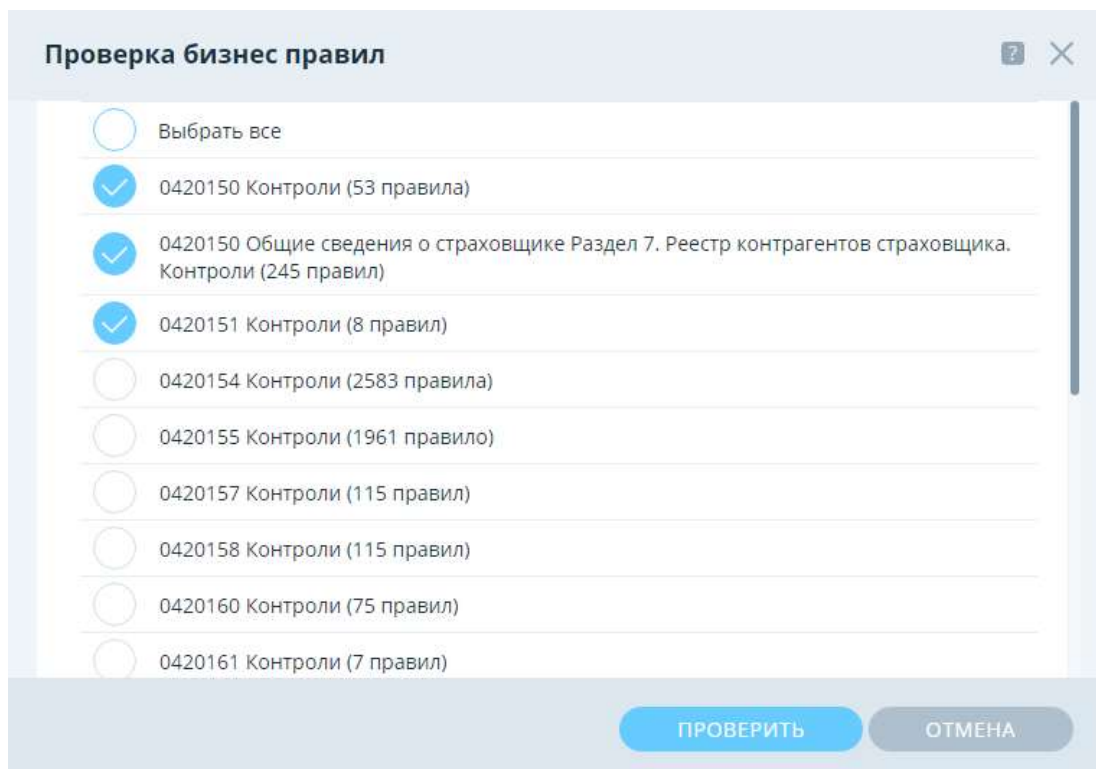 Проверка бизнес правил ?
Выбрать все
0420150 Контроли (53 правила)
0420150 Общие сведения о страховщике Раздел 7. Реестр контрагентов страховщика.
Контроли (245 правил)
0420151 Контроли (8 правил)
0420154 Контроли (2583 правила)
0420155 Контроли (1961 правило)
0420157 Контроли (115 правил)
0420158 Контроли (115 правил)
0420160 Контроли (75 правил)
0420161 Контроли (7 правил)
ПРОВЕРИТЬ ОТМЕНА